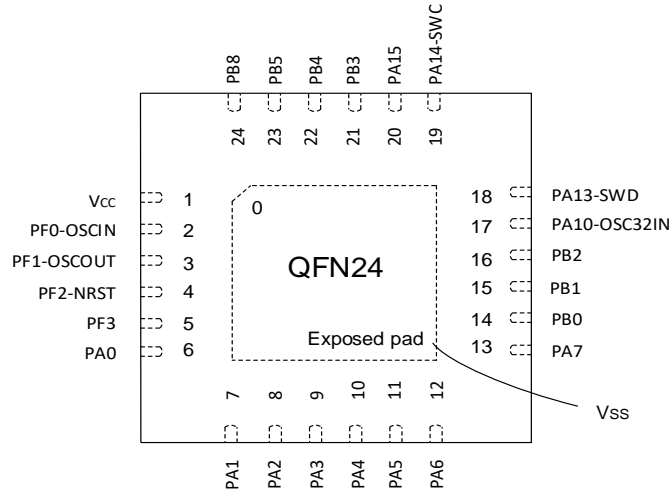 PB8
PB5
PB4
PB3
PA15
PA14-SWC
24
23
22
21
20
19
VCC
1
PF0-OSCIN
2
PF1-OSCOUT
3
PF2-NRST
4
PF3
5
PA0
6
0
QFN24
Exposed pad
18
PA13-SWD
17
PA10-OSC32IN
16
PB2
15
PB1
14
PB0
13
PA7
VSS
7
8
9
10
11
12
PA1
PA2
PA3
PA4
PA5
PA6